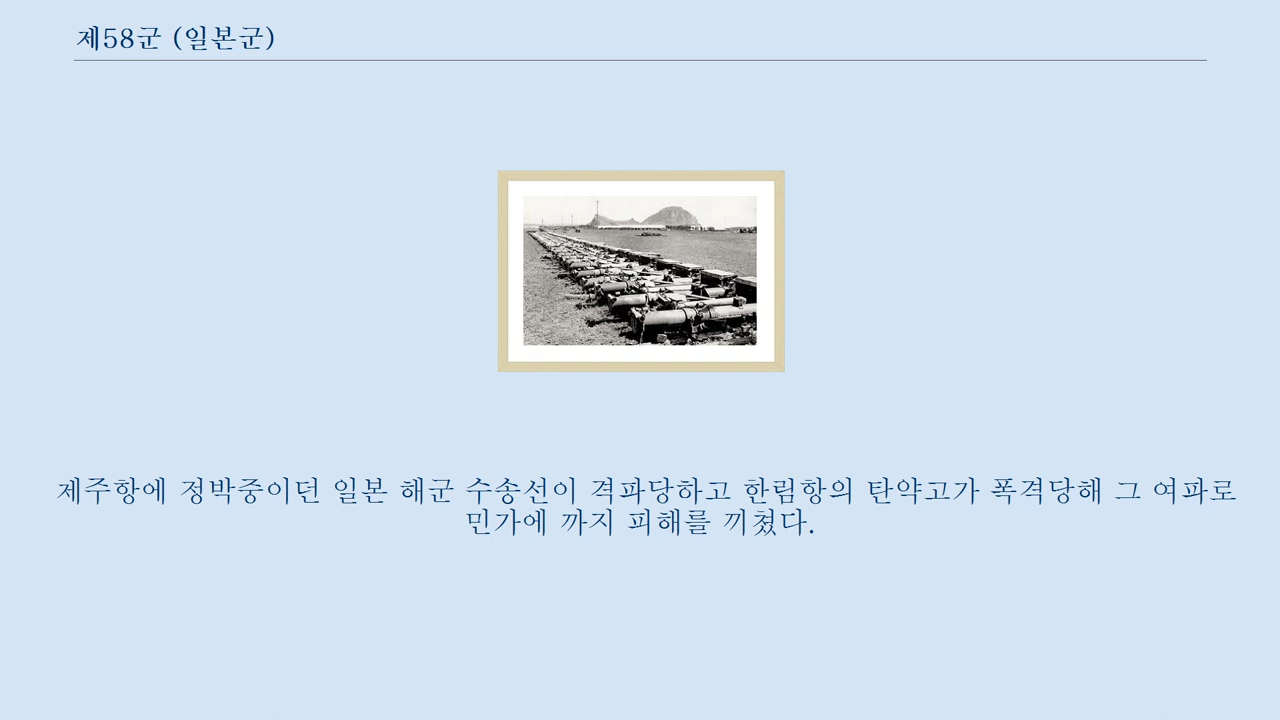 제58군 (일본군)
제주항에 정박중이던 일본 해군 수송선이 격파당하고 한림항의 탄약고가 폭격당해 그 여파로
민가에 까지 피해를 끼쳤다.